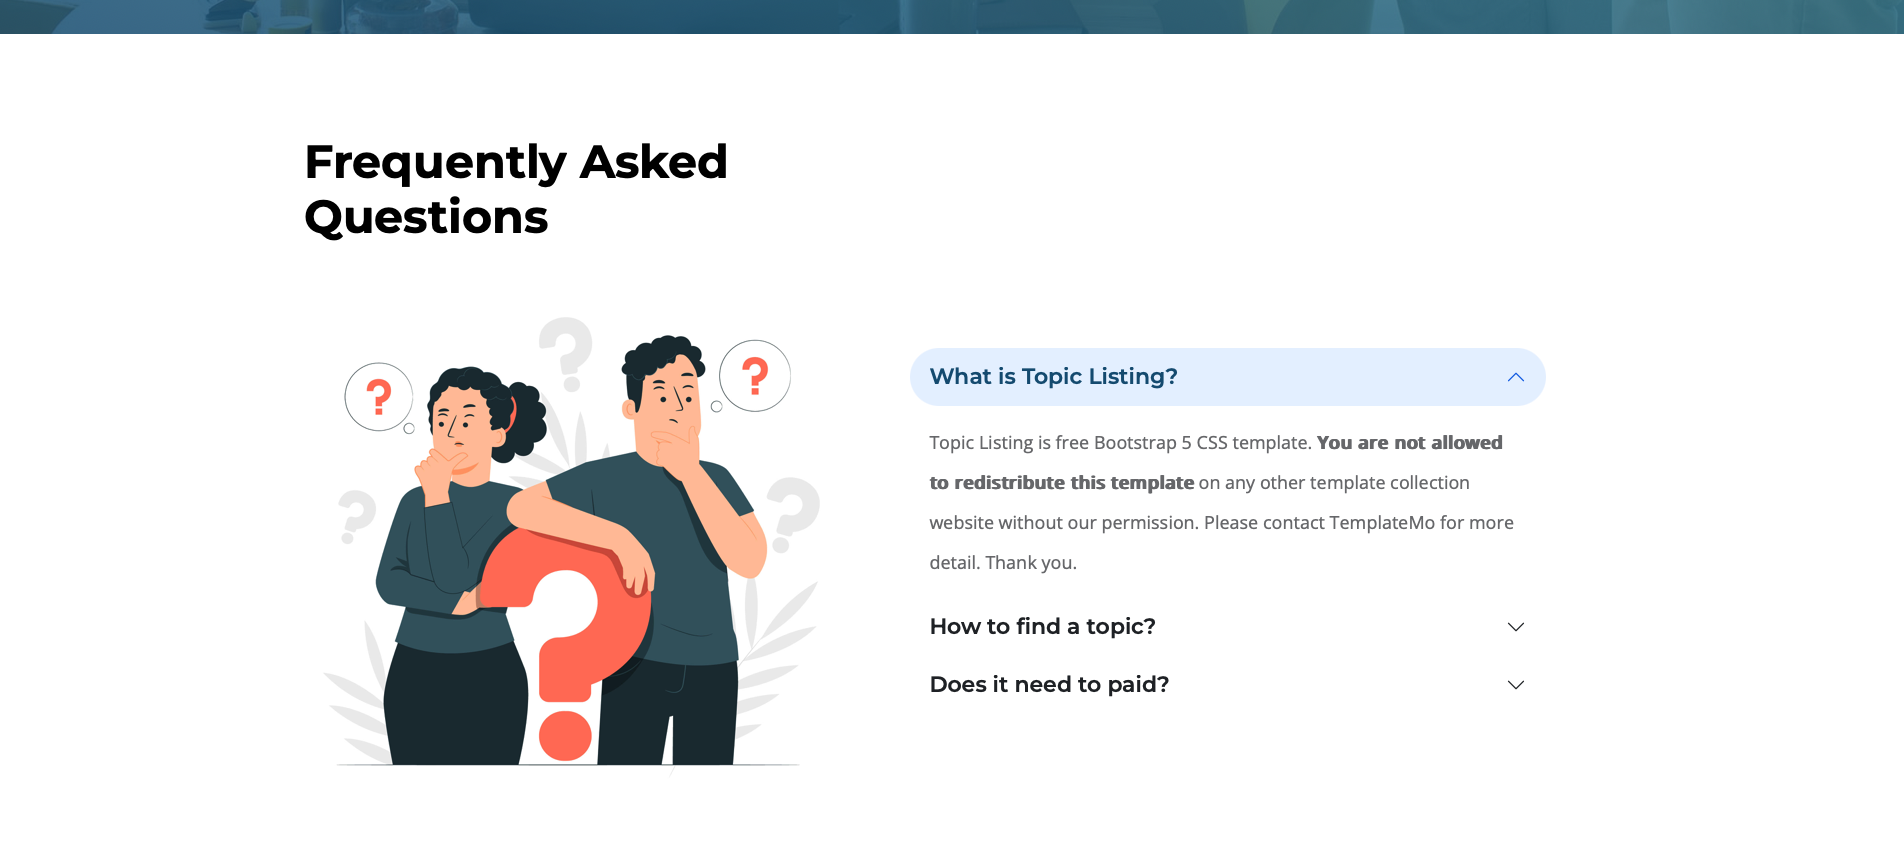 Frequently Asked
Questions
?
?
?
?
?
?
What is Topic Listing?
Topic Listing is free Bootstrap 5 CSS template. You are not allowed
to redistribute this template on any other template collection
website without our permission. Please contact TemplateMo for more
detail. Thank you.
How to find a topic?
Does it need to paid?